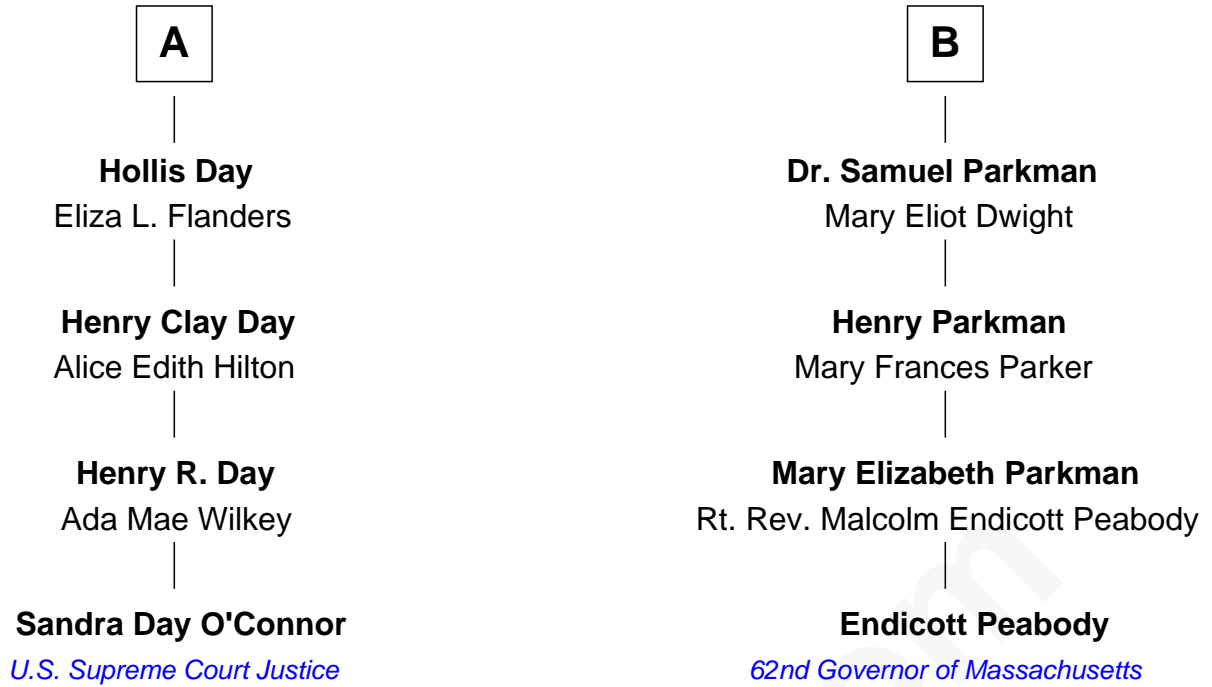 A
Hollis Day
Eliza L. Flanders
Henry Clay Day
Alice Edith Hilton
Henry R. Day
Ada Mae Wilkey
Sandra Day O'Connor
U.S. Supreme Court Justice
B
Dr. Samuel Parkman
Mary Eliot Dwight
Henry Parkman
Mary Frances Parker
Mary Elizabeth Parkman
Rt. Rev. Malcolm Endicott Peabody
Endicott Peabody
62nd Governor of Massachusetts